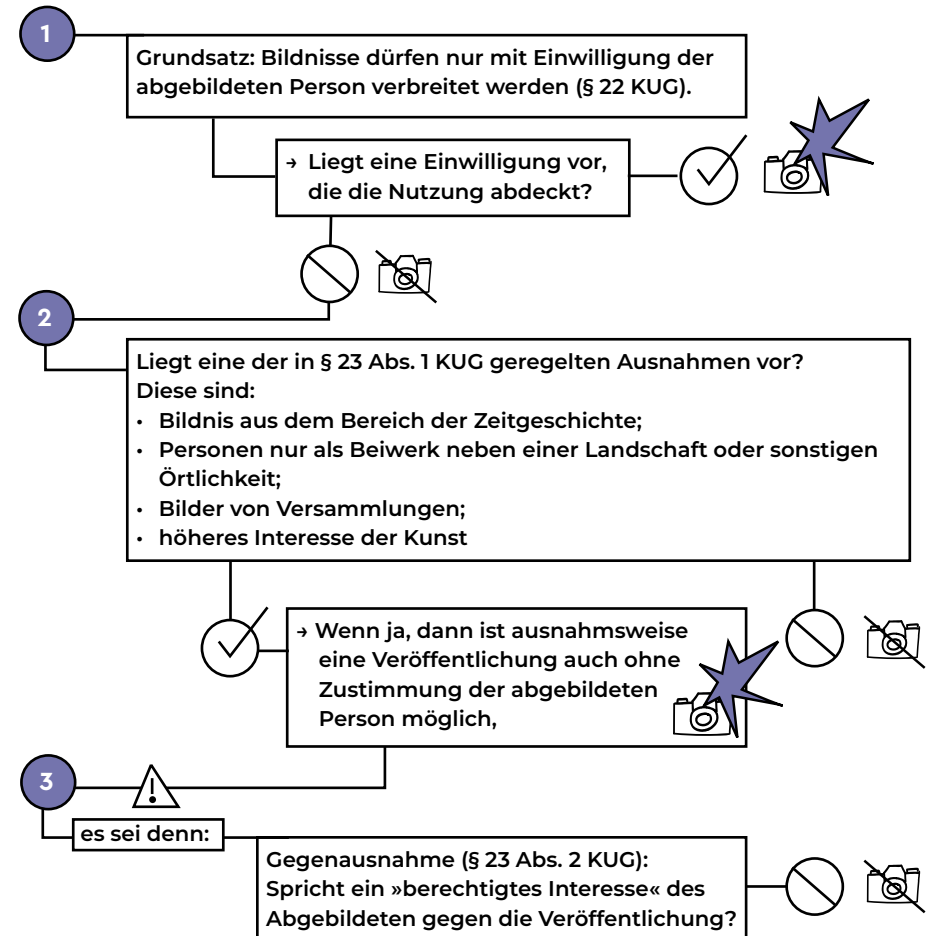 1
Grundsatz: Bildnisse dürfen nur mit Einwilligung der
abgebildeten Person verbreitet werden (§ 22 KUG).
→ Liegt eine Einwilligung vor,
die die Nutzung abdeckt?
2
Liegt eine der in § 23 Abs. 1 KUG geregelten Ausnahmen vor?
Diese sind:
• Bildnis aus dem Bereich der Zeitgeschichte;
• Personen nur als Beiwerk neben einer Landschaft oder sonstigen
Örtlichkeit;
• Bilder von Versammlungen;
• höheres Interesse der Kunst
→ Wenn ja, dann ist ausnahmsweise
eine Veröffentlichung auch ohne
Zustimmung der abgebildeten
Person möglich,
3
es sei denn:
Gegenausnahme (§ 23 Abs. 2 KUG):
Spricht ein »berechtigtes Interesse« des
Abgebildeten gegen die Veröffentlichung?